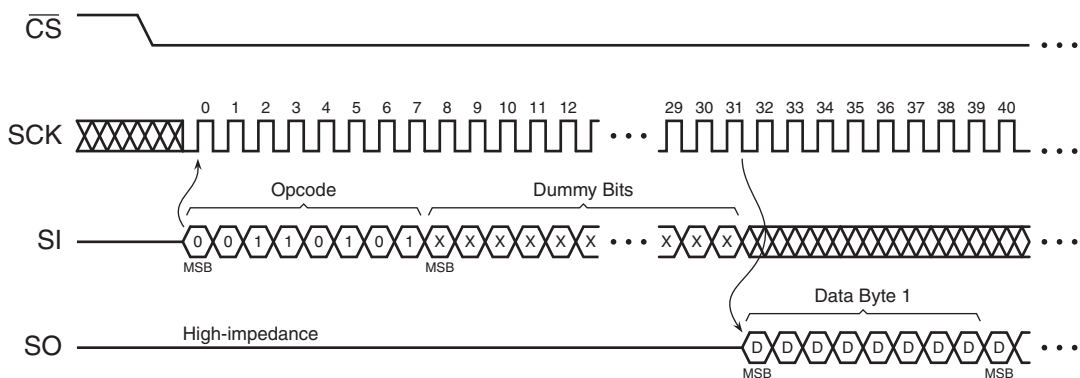 CS
0 1 2 3 4 5 6 7 8 9 10 11 12 29 30 31 32 33 34 35 36 37 38 39 40
SCK
Opcode Dummy Bits
SI 0 0 1 1 0 1 0 1 X X X X X X X X X
MSB MSB
Data Byte 1
High-impedance
SO D D D D D D D D D
MSB MSB